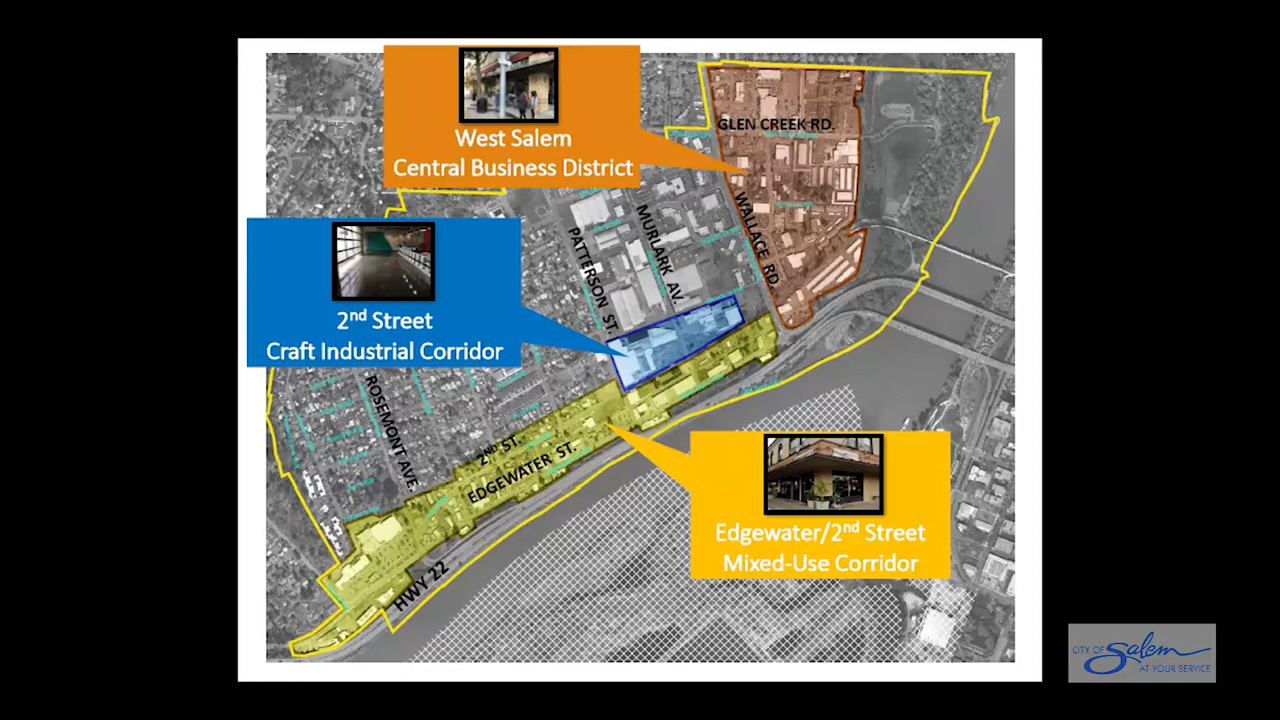 West Salem
Central Business District
GLEN CREEK RD.
WALLACE RD.
MURLARK AV.
PATTERSON ST.
2nd Street
Craft Industrial Corridor
ROSEMONT AVE.
2ND ST.
EDGEWATER ST.
HWY 22
Edgewater/2nd Street
Mixed-Use Corridor
CITY OF Salem
AT YOUR SERVICE